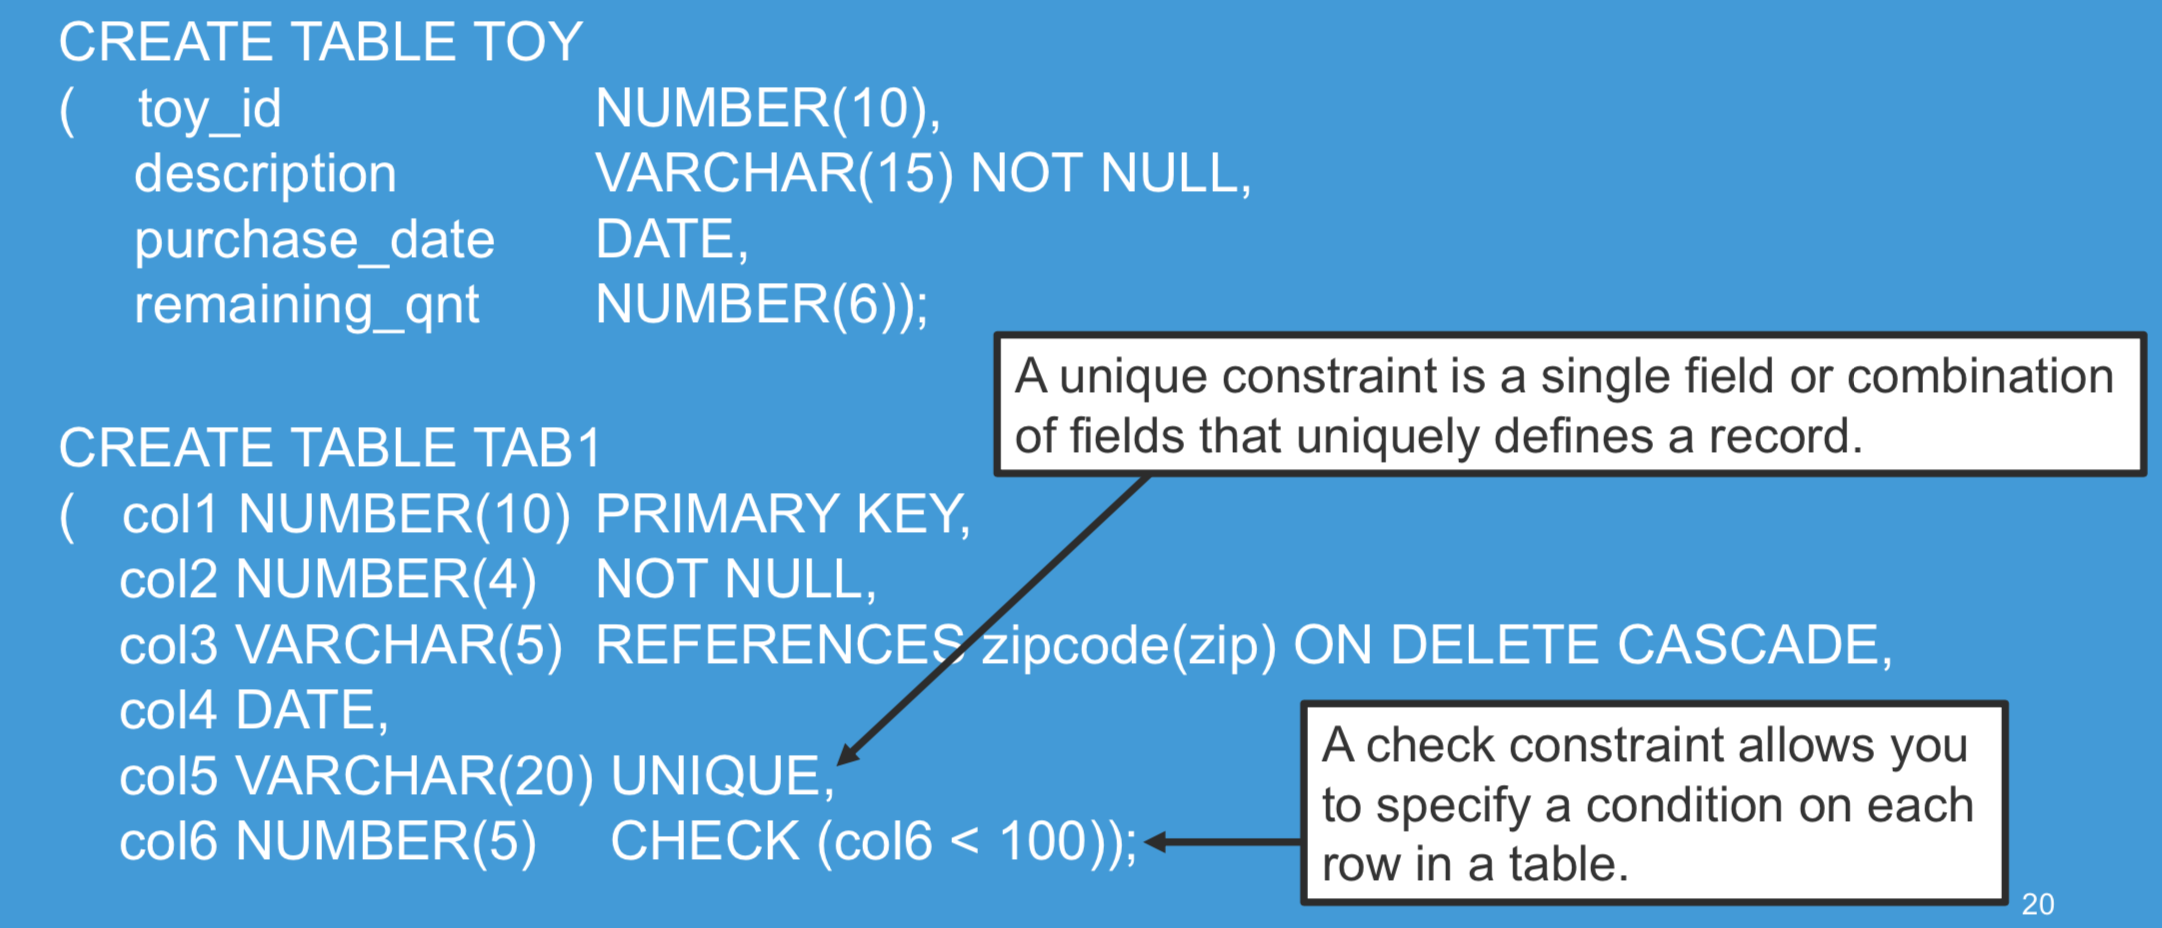 CREATE TABLE TOY
( toy_id NUMBER(10),
description VARCHAR(15) NOT NULL,
purchase_date DATE,
remaining_qnt NUMBER(6));
A unique constraint is a single field or combination
of fields that uniquely defines a record.
CREATE TABLE TAB1
( col1 NUMBER(10) PRIMARY KEY,
col2 NUMBER(4) NOT NULL,
col3 VARCHAR(5) REFERENCES zipcode(zip) ON DELETE CASCADE,
col4 DATE,
col5 VARCHAR(20) UNIQUE,
col6 NUMBER(5) CHECK (col6 < 100));
A check constraint allows you
to specify a condition on each
row in a table.
20